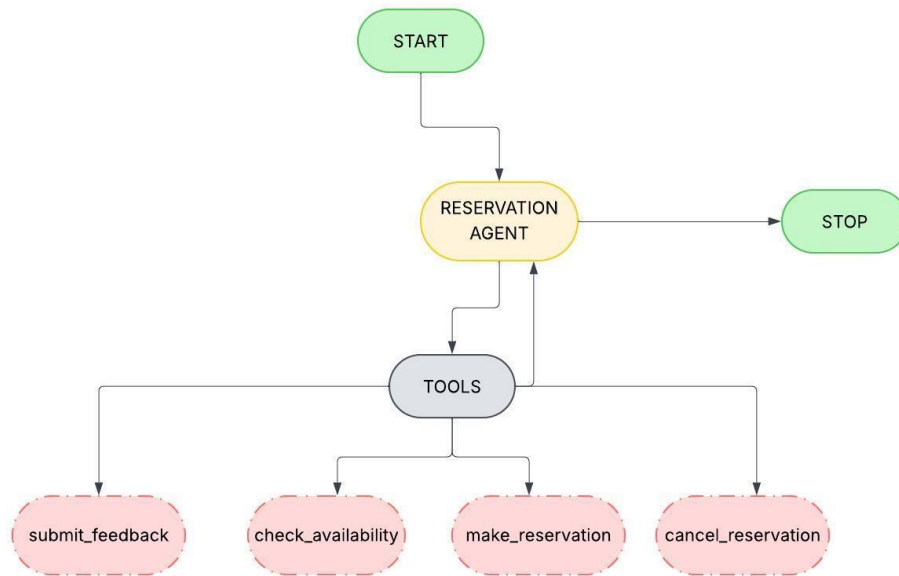 START
RESERVATION
AGENT
STOP
TOOLS
submit_feedback
check_availability
make_reservation
cancel_reservation